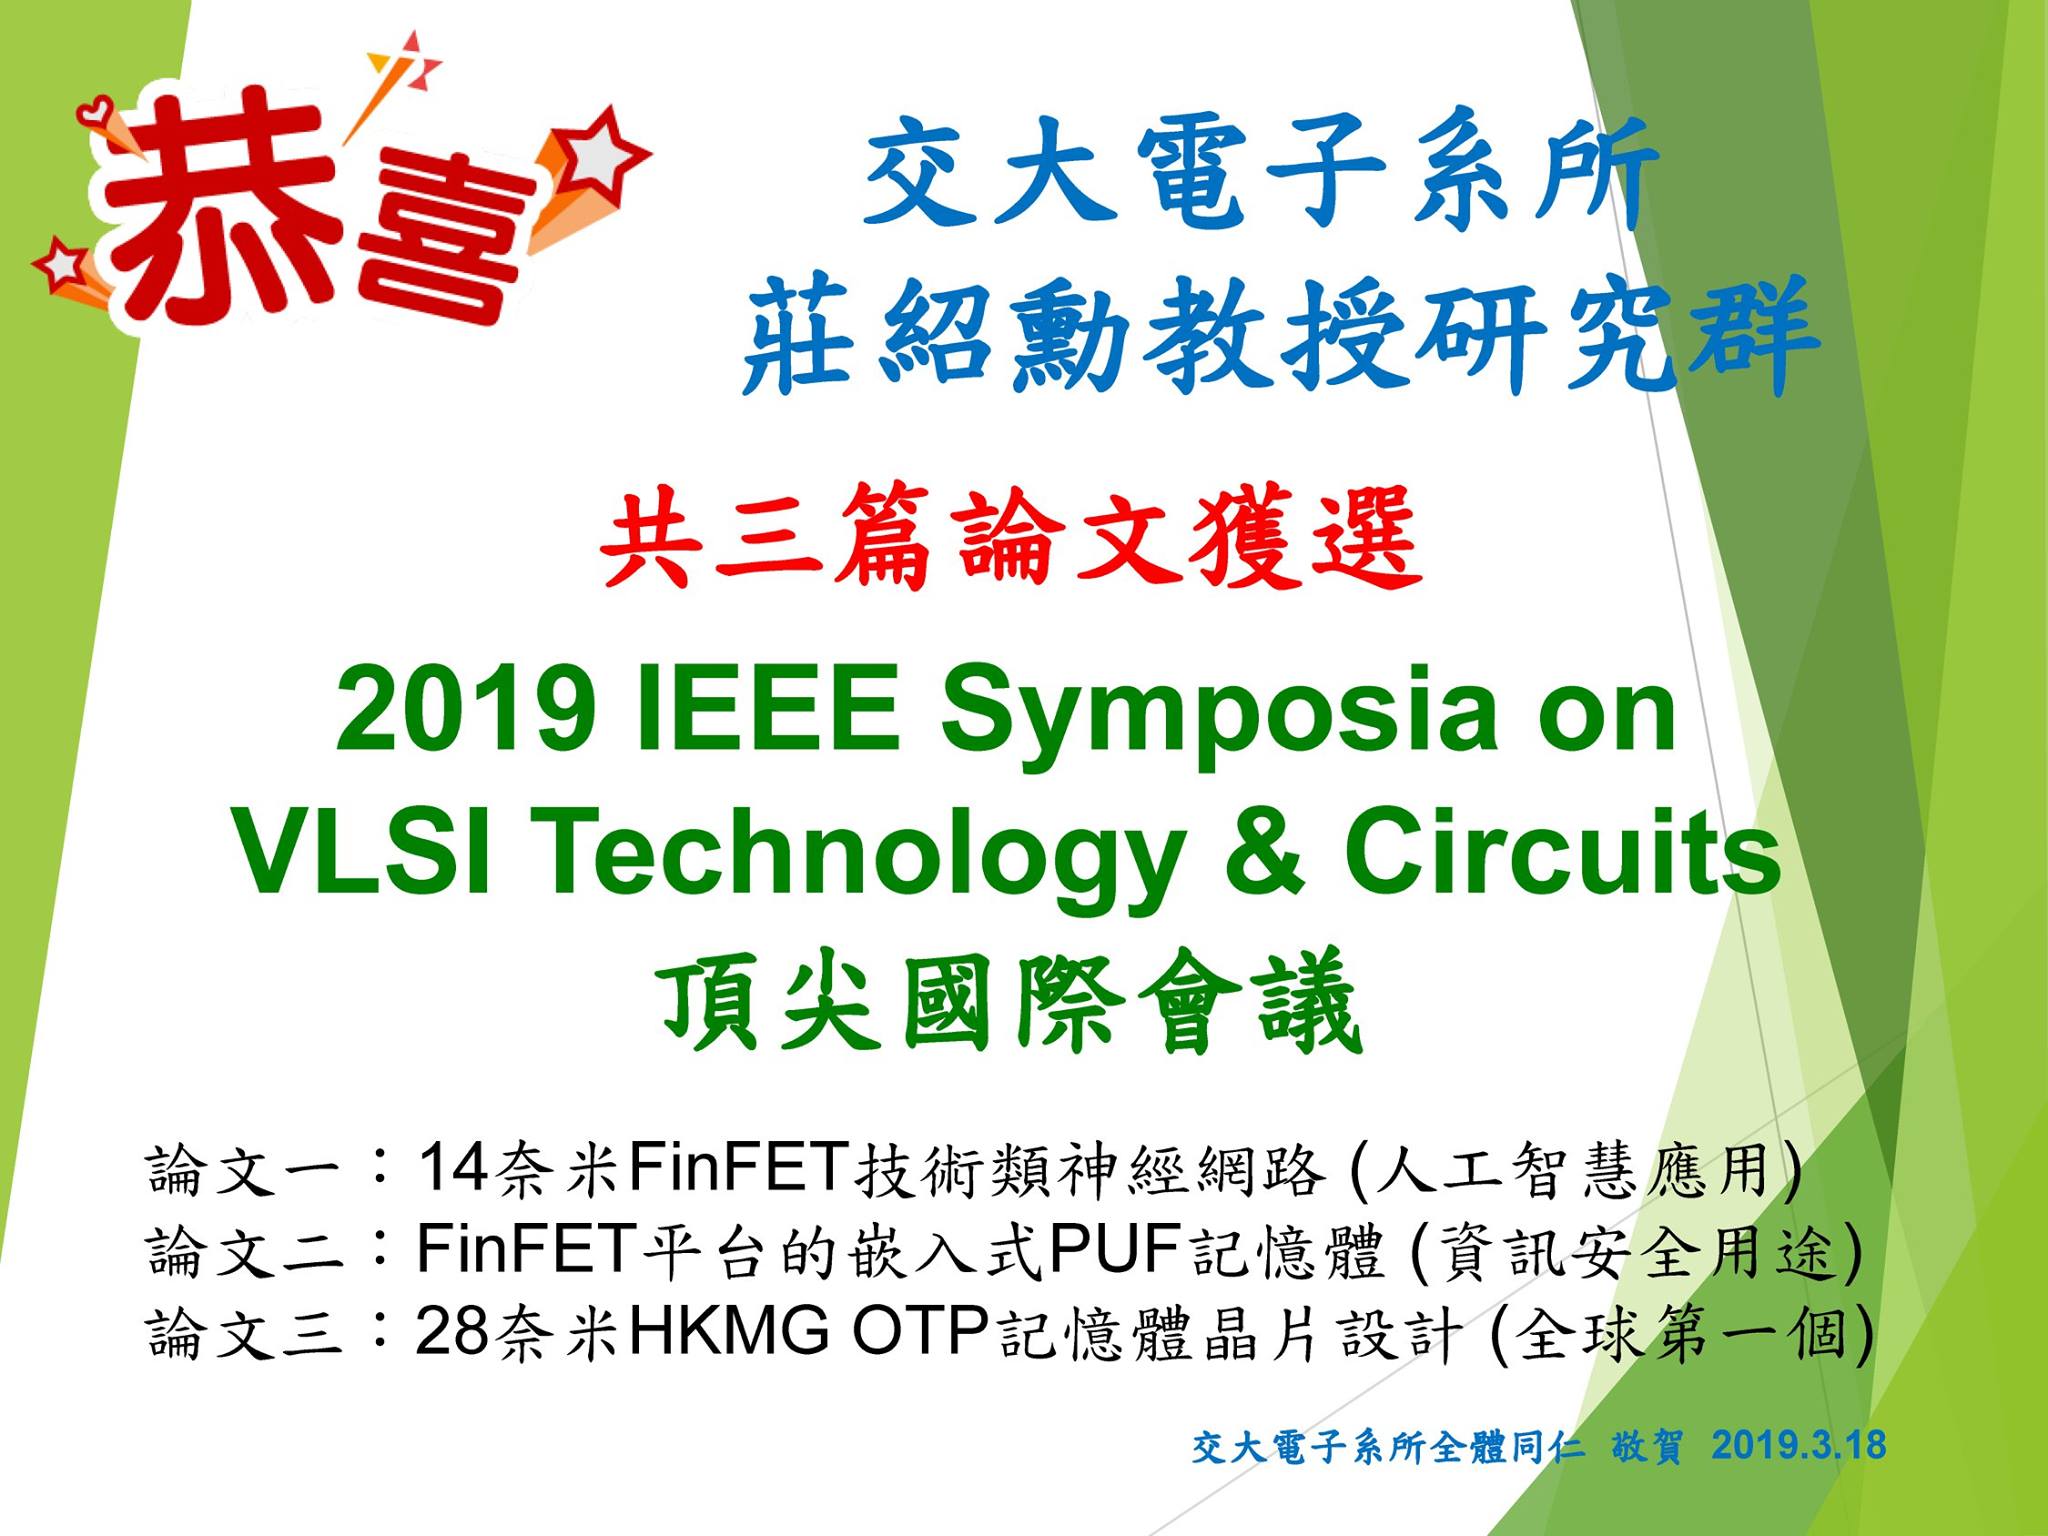 恭喜
交大電子系所
莊紹勳教授研究群
共三篇論文獲選
2019 IEEE Symposia on
VLSI Technology & Circuits
頂尖國際會議
論文一：14奈米FinFET技術類神經網路 (人工智慧應用)
論文二：FinFET平台的嵌入式PUF記憶體 (資訊安全用途)
論文三：28奈米HKMG OTP記憶體晶片設計 (全球第一個)
交大電子系所全體同仁 敬賀 2019.3.18